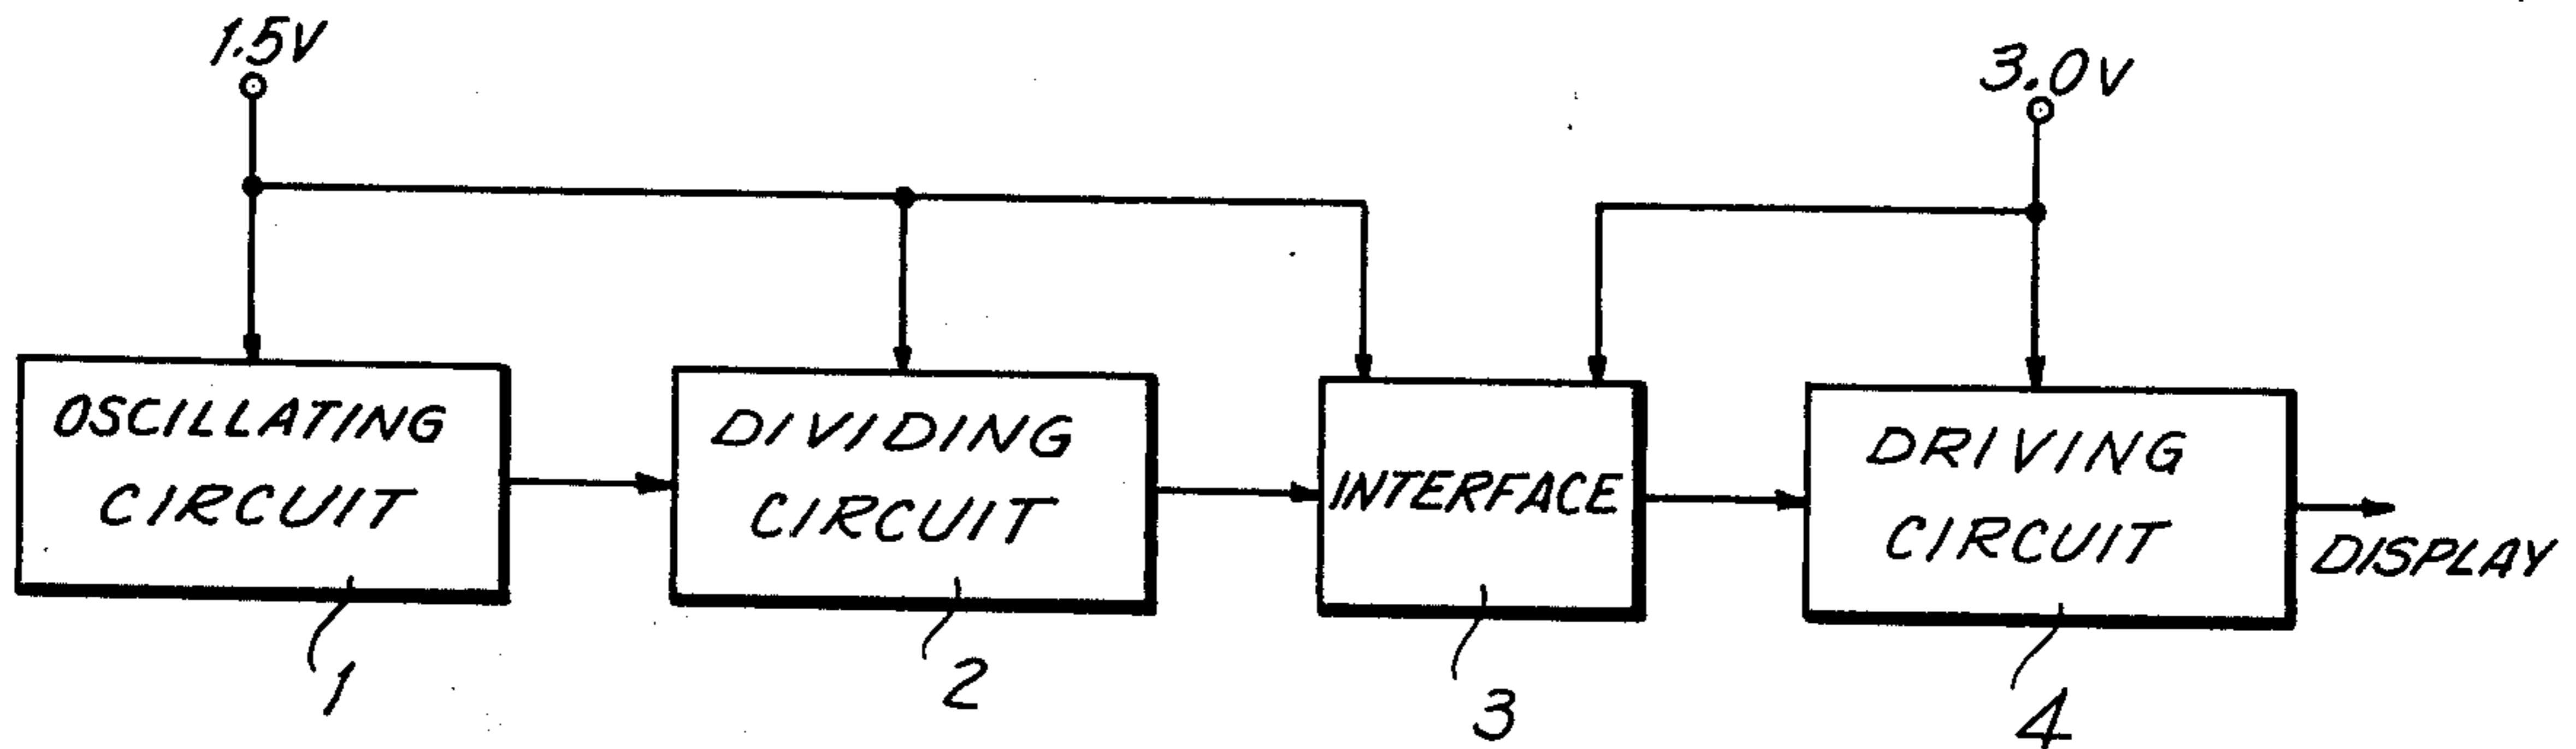 1.5V
3.0V
OSCILLATING
CIRCUIT
DIVIDING
CIRCUIT
INTERFACE
DRIVING
CIRCUIT
DISPLAY
1
2
3
4